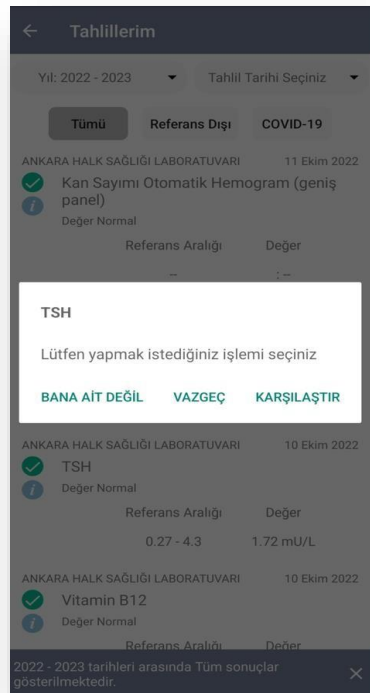 Tahlillerim
Yıl: 2022 - 2023
Tahlil Tarihi Seçiniz
Tümü
Referans Dışı
COVID-19
ANKARA HALK SAĞLIĞI LABORATUVARI
11 Ekim 2022
Kan Sayımı Otomatik Hemogram (geniş
panel)
Değer Normal
Referans Aralığı
Değer
--
: --
TSH
Lütfen yapmak istediğiniz işlemi seçiniz
BANA AİT DEĞİL
VAZGEÇ
KARŞILAŞTIR
ANKARA HALK SAĞLIĞI LABORATUVARI
10 Ekim 2022
TSH
Değer Normal
Referans Aralığı
Değer
0.27 - 4.3
1.72 mU/L
ANKARA HALK SAĞLIĞI LABORATUVARI
10 Ekim 2022
Vitamin B12
Değer Normal
Referans Aralığı
Değer
2022 - 2023 tarihleri arasında Tüm sonuçlar
gösterilmektedir.